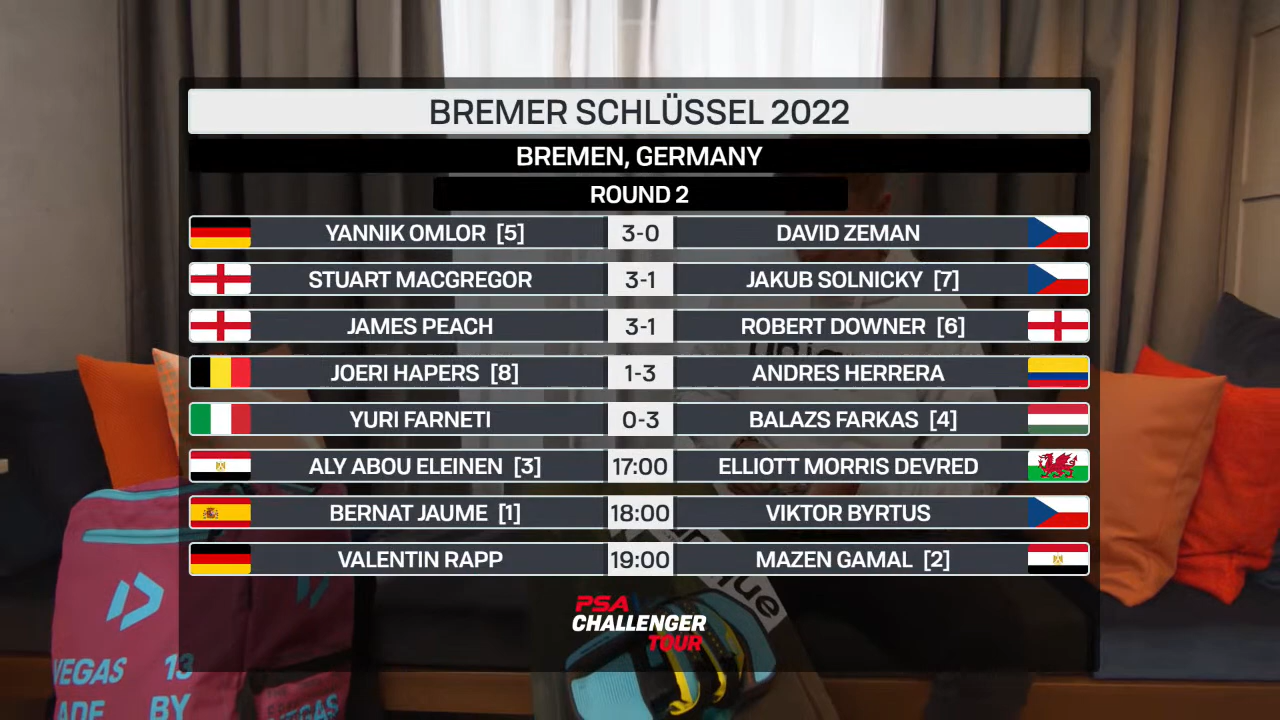 BREMER SCHLÜSSEL 2022
BREMEN, GERMANY
ROUND 2
YANNIK OMLOR [5] 3-0 DAVID ZEMAN
STUART MACGREGOR 3-1 JAKUB SOLNICKY [7]
JAMES PEACH 3-1 ROBERT DOWNER [6]
JOERI HAPERS [8] 1-3 ANDRES HERRERA
YURI FARNETI 0-3 BALAZS FARKAS [4]
ALY ABOU ELEINEN [3] 17:00 ELLIOTT MORRIS DEVRED
BERNAT JAUME [1] 18:00 VIKTOR BYRTUS
VALENTIN RAPP 19:00 MAZEN GAMAL [2]
PSA
CHALLENGER
TOUR
VEGAS 13
ADE BY